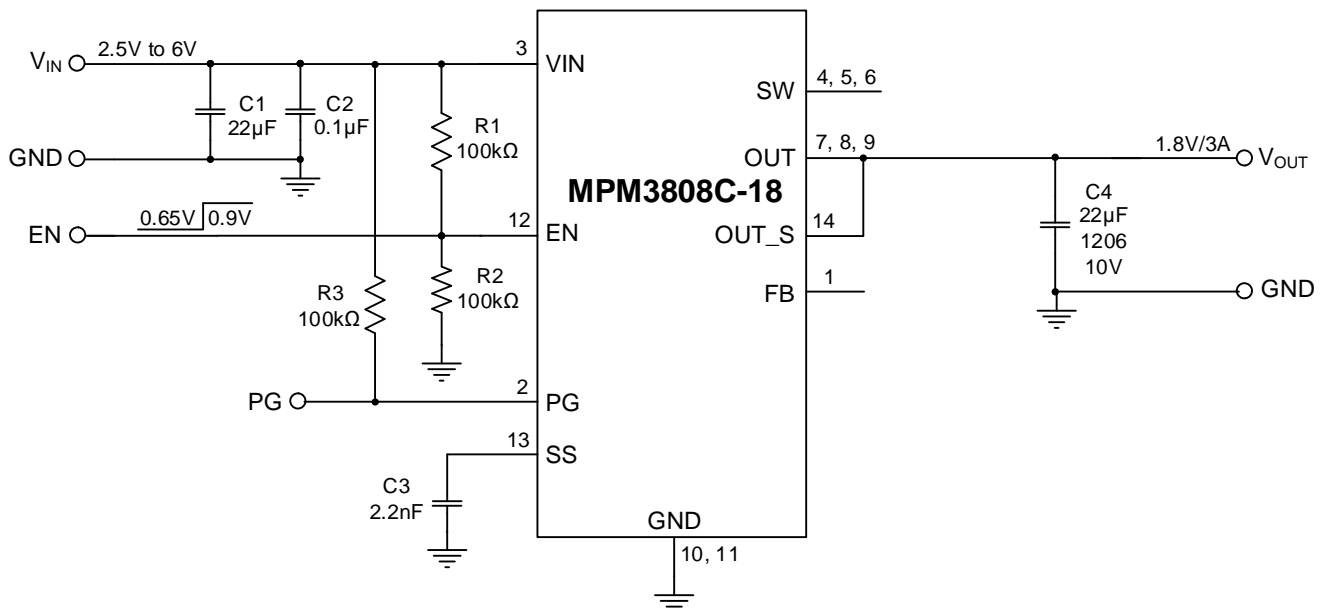 V_IN 2.5V to 6V
3 VIN
C1
22µF
C2
0.1µF
R1
100kΩ
GND
MPM3808C-18
SW 4, 5, 6
OUT 7, 8, 9
1.8V/3A V_OUT
EN 0.65V 0.9V
12 EN
OUT_S 14
C4
22µF
1206
10V
R2
100kΩ
R3
100kΩ
FB 1
GND
PG
2 PG
13 SS
C3
2.2nF
GND
10, 11